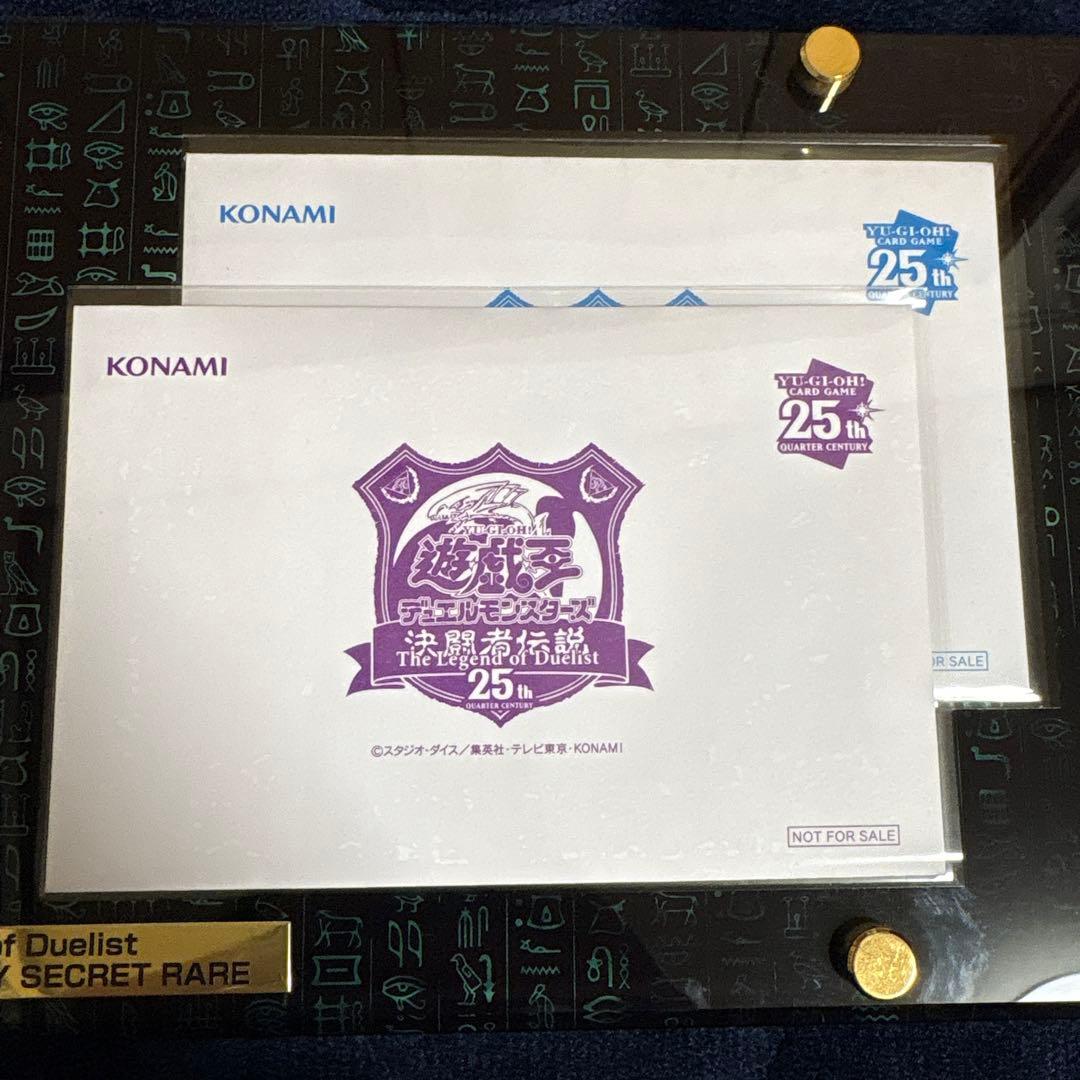 KONAMI
YU-GI-OH!
CARD GAME
25th
QUARTER CENTURY
KONAMI
YU-GI-OH!
CARD GAME
25th
QUARTER CENTURY
YU-GI-OH!
遊戯王
デュエルモンスターズ
決闘者伝説
The Legend of Duelist
25th
QUARTER CENTURY
©スタジオ・ダイス／集英社・テレビ東京・KONAMI
OR SALE
NOT FOR SALE
of Duelist
Y SECRET RARE